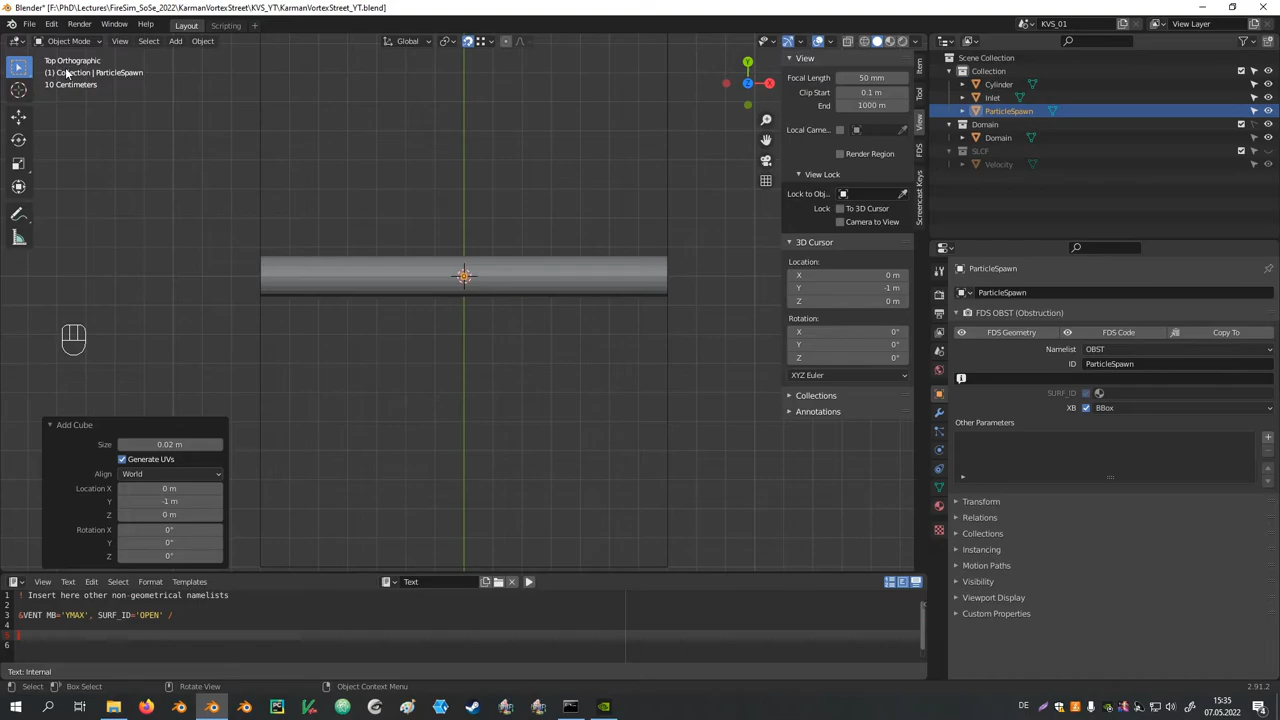 Blender* [F:\PhD\Lectures\FireSim_SoSe_2022\KVS_YT\KarmanVortexStreet_YT.blend]
File Edit Render Window Help Layout Scripting +
KVS_01 View Layer
Object Mode View Select Add Object Global
Top Orthographic
(1) Collection | ParticleSpawn
10 Centimeters
X
Y
Z
View
Focal Length 50 mm
Clip Start 0.1 m
End 1000 m
Local Came...
Render Region
View Lock
Lock to Obj...
Lock To 3D Cursor
Camera to View
3D Cursor
Location:
X 0 m
Y -1 m
Z 0 m
Rotation:
X 0°
Y 0°
Z 0°
XYZ Euler
Collections
Annotations
Item
Tool
View
FDS
Screencast Keys
Scene Collection
Collection
Cylinder
Inlet
ParticleSpawn
Domain
Domain
SLCF
Velocity
ParticleSpawn
ParticleSpawn
FDS OBST (Obstruction)
FDS Geometry FDS Code Copy To
Namelist OBST
ID ParticleSpawn
SURF_ID
XB BBox
Other Parameters
Transform
Relations
Collections
Instancing
Motion Paths
Visibility
Viewport Display
Custom Properties
Add Cube
Size 0.02 m
Generate UVs
Align World
Location X 0 m
Y -1 m
Z 0 m
Rotation X 0°
Y 0°
Z 0°
View Text Edit Select Format Templates Text
1 ! Insert here other non-geometrical namelists
2
3 &VENT MB='YMAX', SURF_ID='OPEN' /
4
5
6
Text: Internal
Select Box Select Rotate View Object Context Menu 2.91.2
DE 15:35
07.05.2022